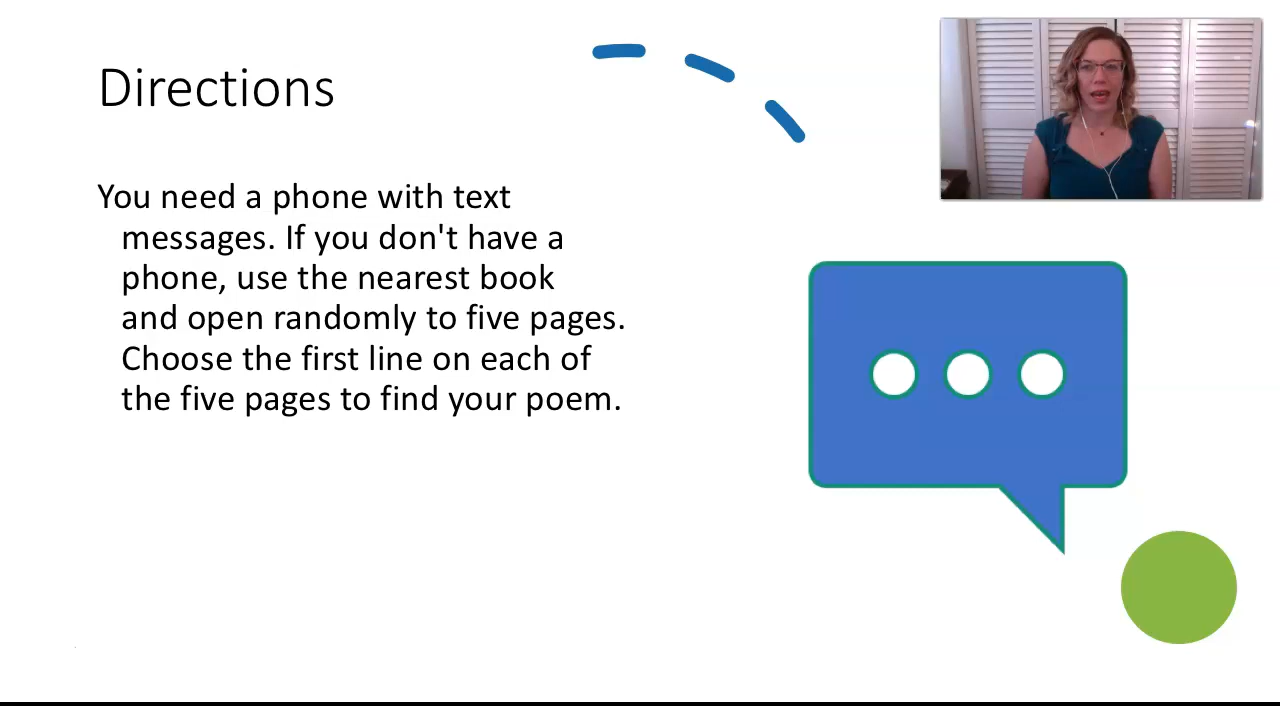 Directions
You need a phone with text
messages. If you don't have a
phone, use the nearest book
and open randomly to five pages.
Choose the first line on each of
the five pages to find your poem.